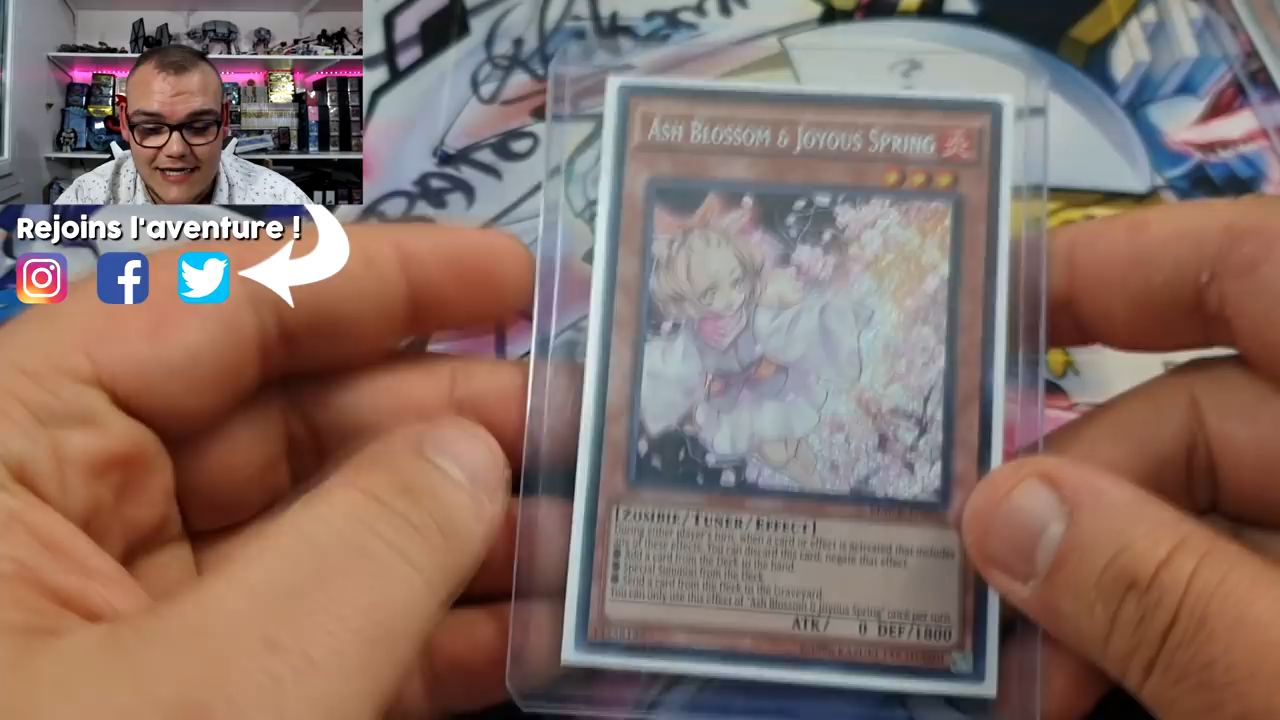 Rejoins l'aventure !
ASH BLOSSOM & JOYOUS SPRING 炎
?
[ZOMBIE/TUNER/EFFECT]
During either player's turn, when a card or effect is activated that includes
any of these effects: You can discard this card; negate that effect.
● Add a card from the Deck to the hand.
● Special Summon from the Deck.
● Send a card from the Deck to the Graveyard.
You can only use this effect of "Ash Blossom & Joyous Spring" once per turn.
ATK/ 0 DEF/1800